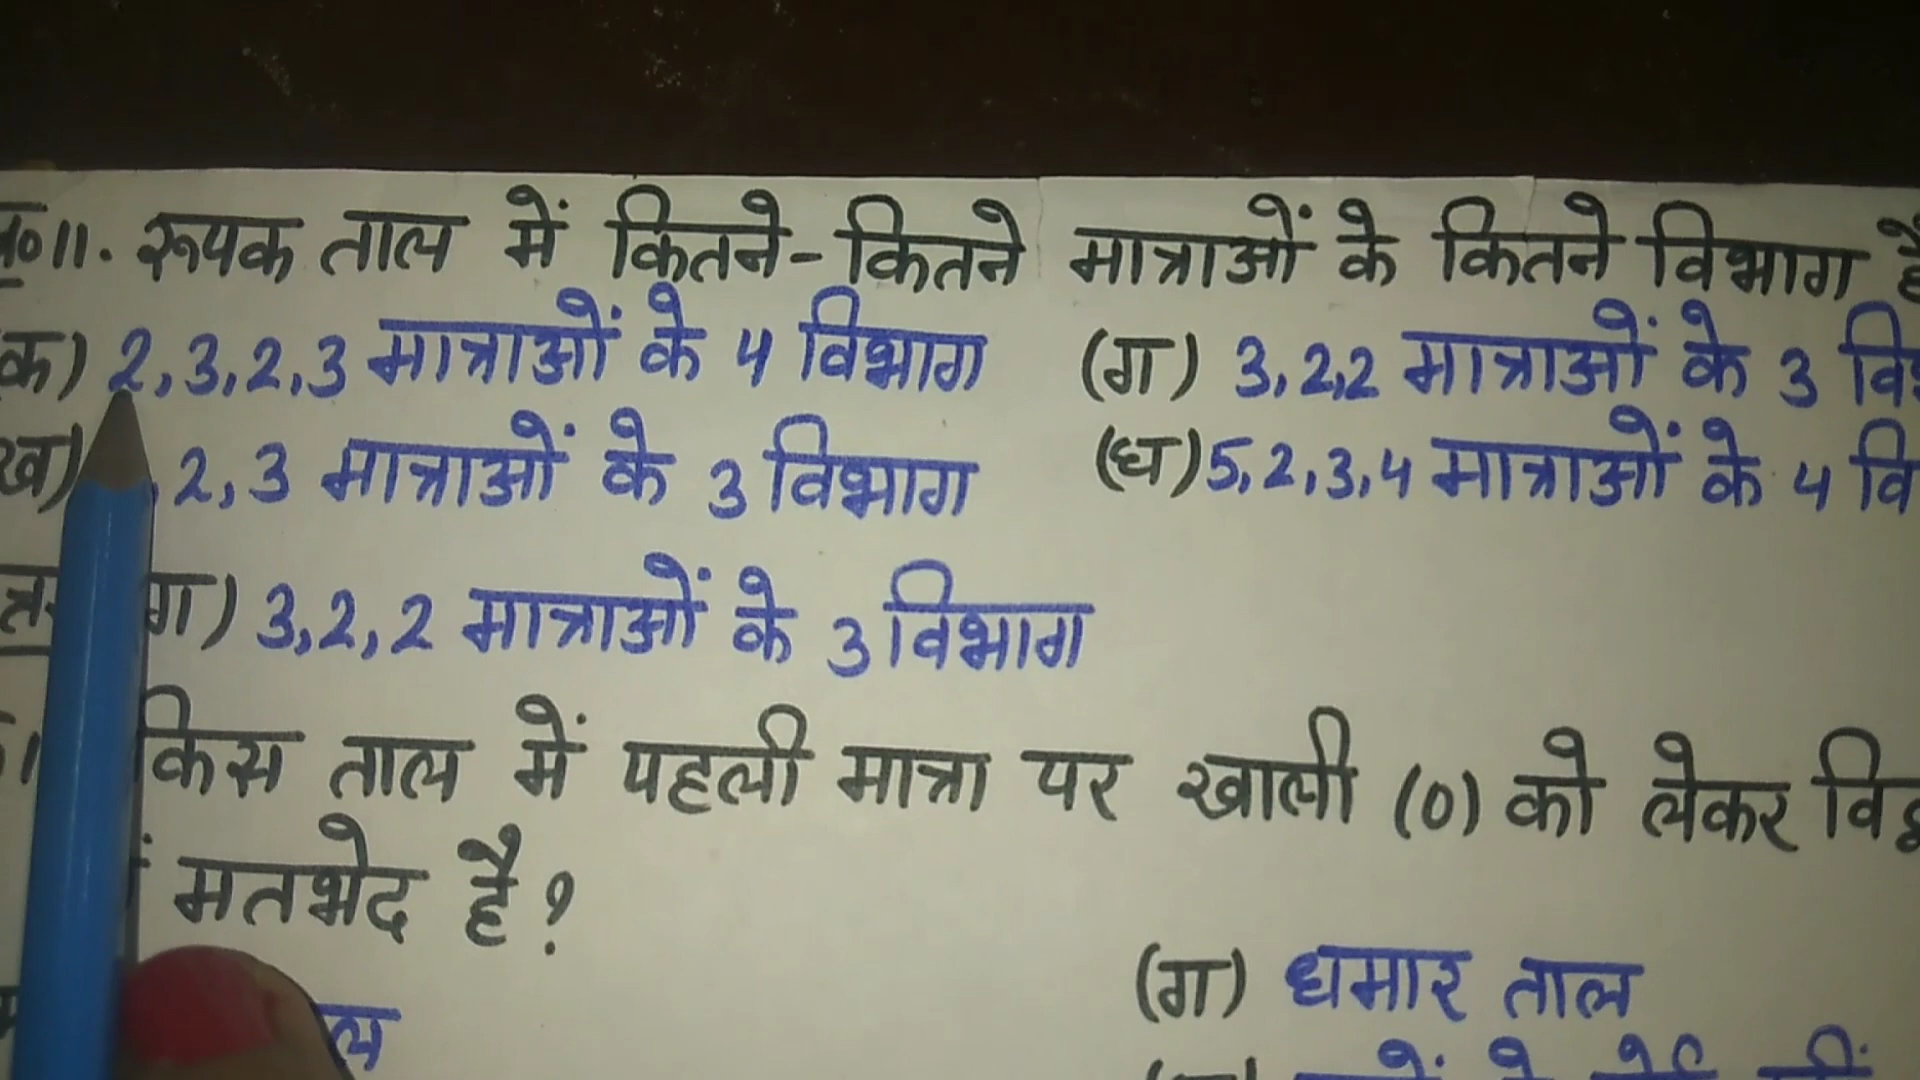 प्र०11. रूपक ताल में कितने-कितने मात्राओं के कितने विभाग है
(क) 2,3,2,3 मात्राओं के 4 विभाग (ग) 3,2,2 मात्राओं के 3
(ख) 2,3 मात्राओं के 3 विभाग (घ) 5,2,3,4 मात्राओं के 4
ग) 3,2,2 मात्राओं के 3 विभाग
किस ताल में पहली मात्रा पर खाली (0) को लेकर
मतभेद है?
(ग) धमार ताल